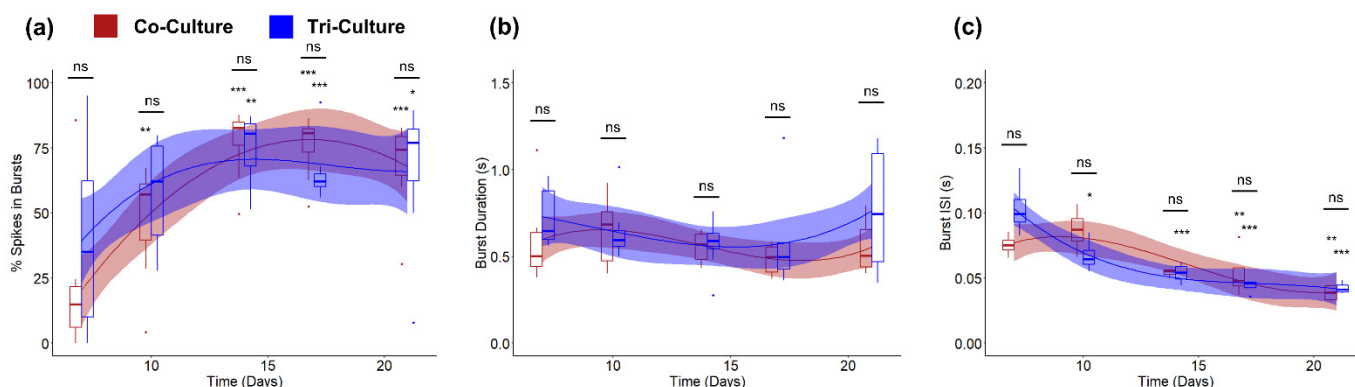 (a) Co-Culture Tri-Culture (b) (c)
% Spikes in Bursts
100
75
50
25
0
ns
ns
ns
ns
ns
**
***
**
***
***
***
*
10 15 20
Time (Days)
Burst Duration (s)
1.5
1.0
0.5
0.0
ns
ns
ns
ns
ns
10 15 20
Time (Days)
Burst ISI (s)
0.20
0.15
0.10
0.05
0.00
ns
ns
ns
ns
ns
*
***
**
***
**
***
10 15 20
Time (Days)